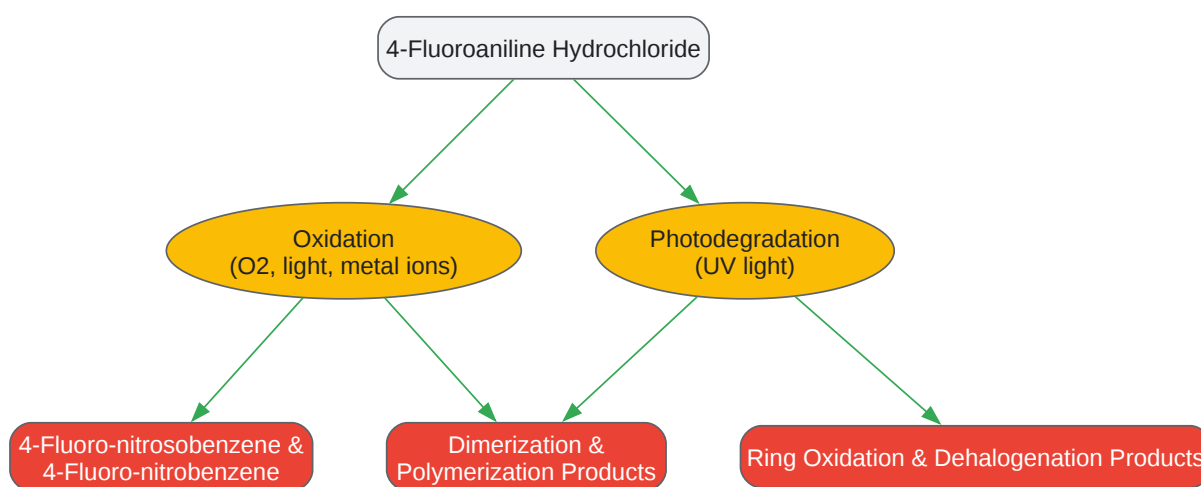 4-Fluoroaniline Hydrochloride
Oxidation
(O2, light, metal ions)
Photodegradation
(UV light)
4-Fluoro-nitrosobenzene &
4-Fluoro-nitrobenzene
Dimerization &
Polymerization Products
Ring Oxidation & Dehalogenation Products